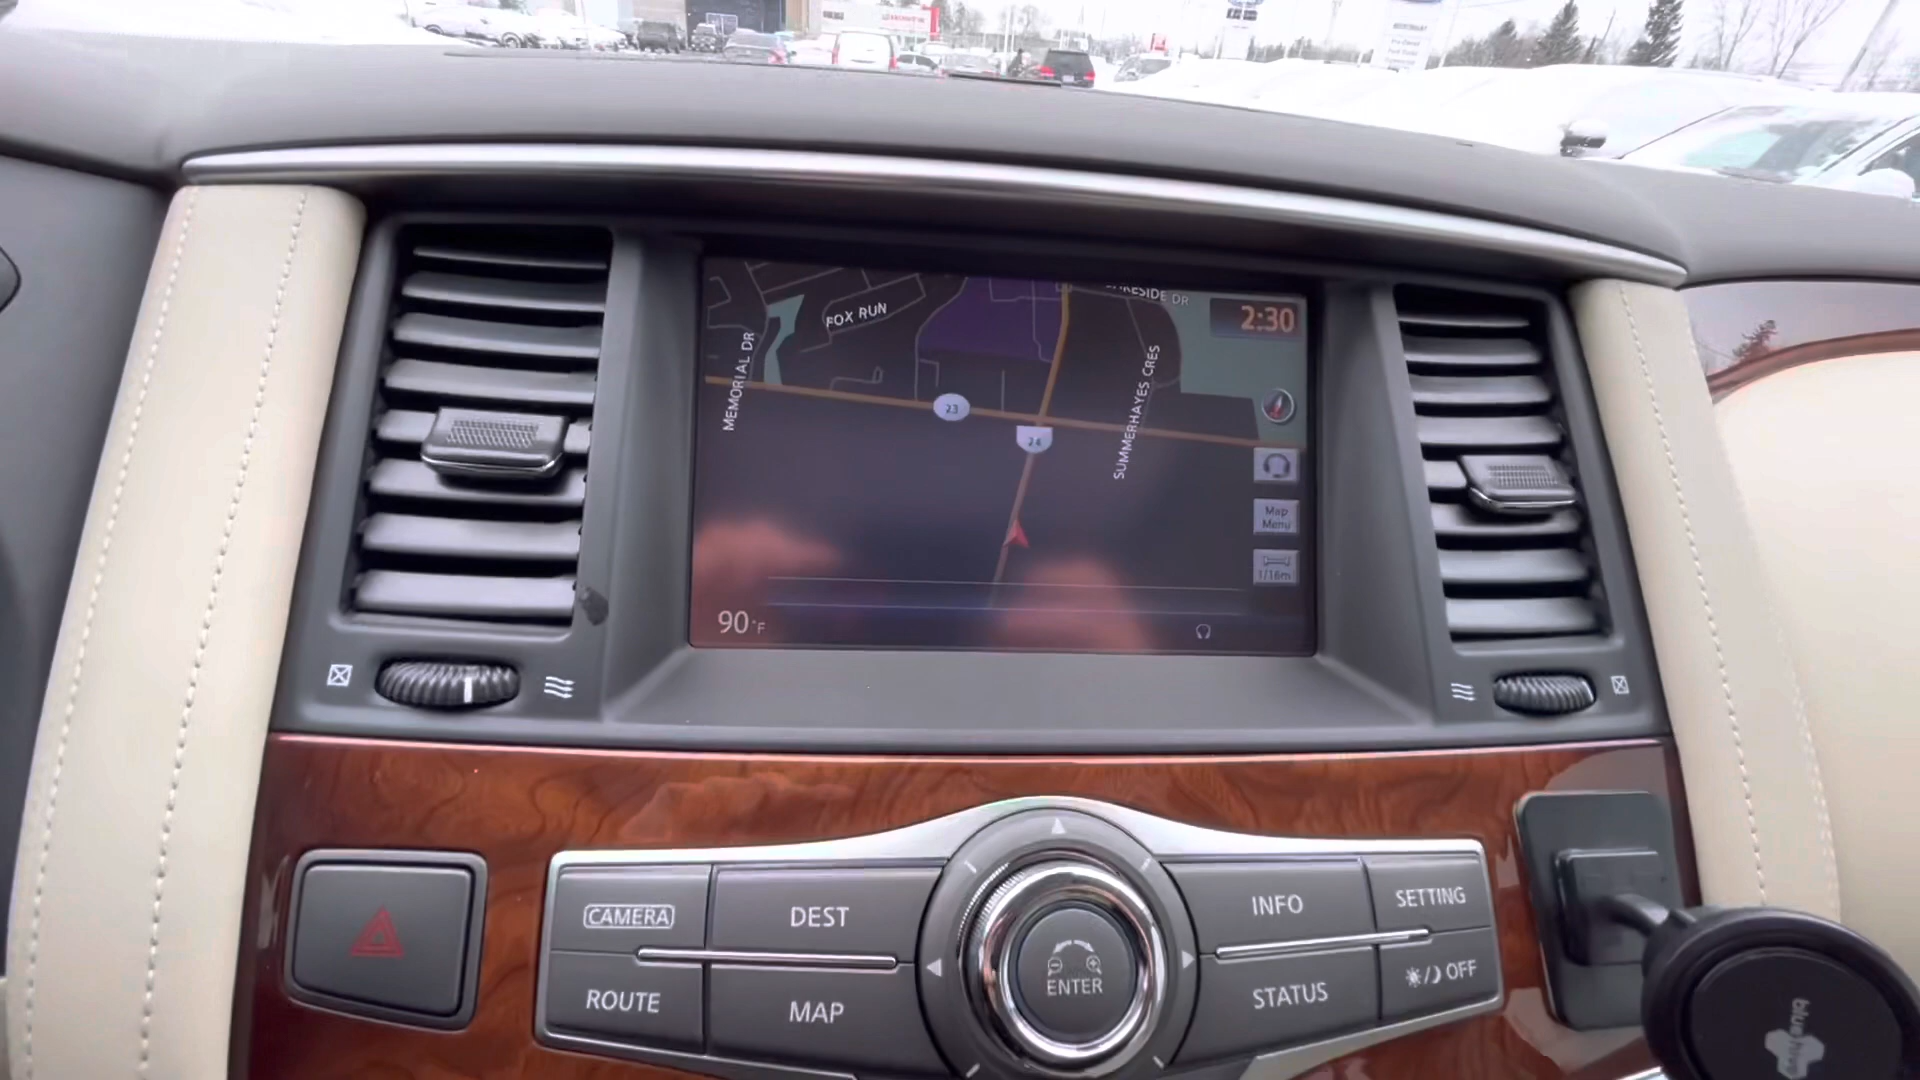 FOX RUN
MEMORIAL DR
23
24
SUMMERHAYES CRES
2:30
Map
Menu
1/16m
90°F
CAMERA
DEST
INFO
SETTING
ENTER
ROUTE
MAP
STATUS
OFF